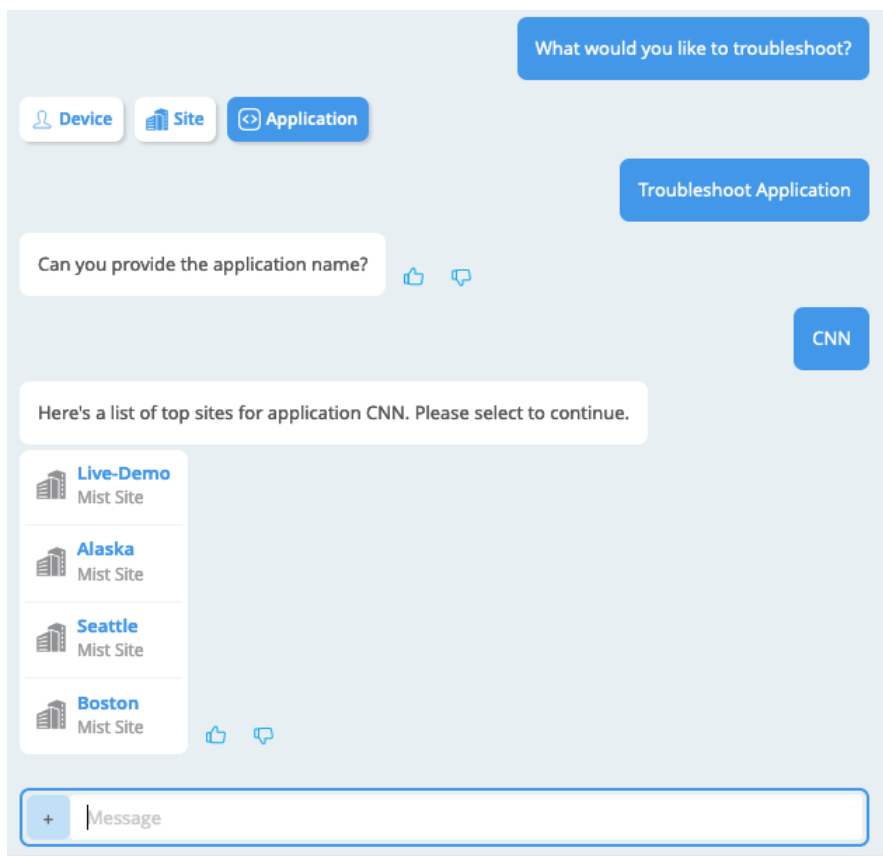 What would you like to troubleshoot?
Device
Site
Application
Troubleshoot Application
Can you provide the application name?
CNN
Here's a list of top sites for application CNN. Please select to continue.
Live-Demo
Mist Site
Alaska
Mist Site
Seattle
Mist Site
Boston
Mist Site
+ Message